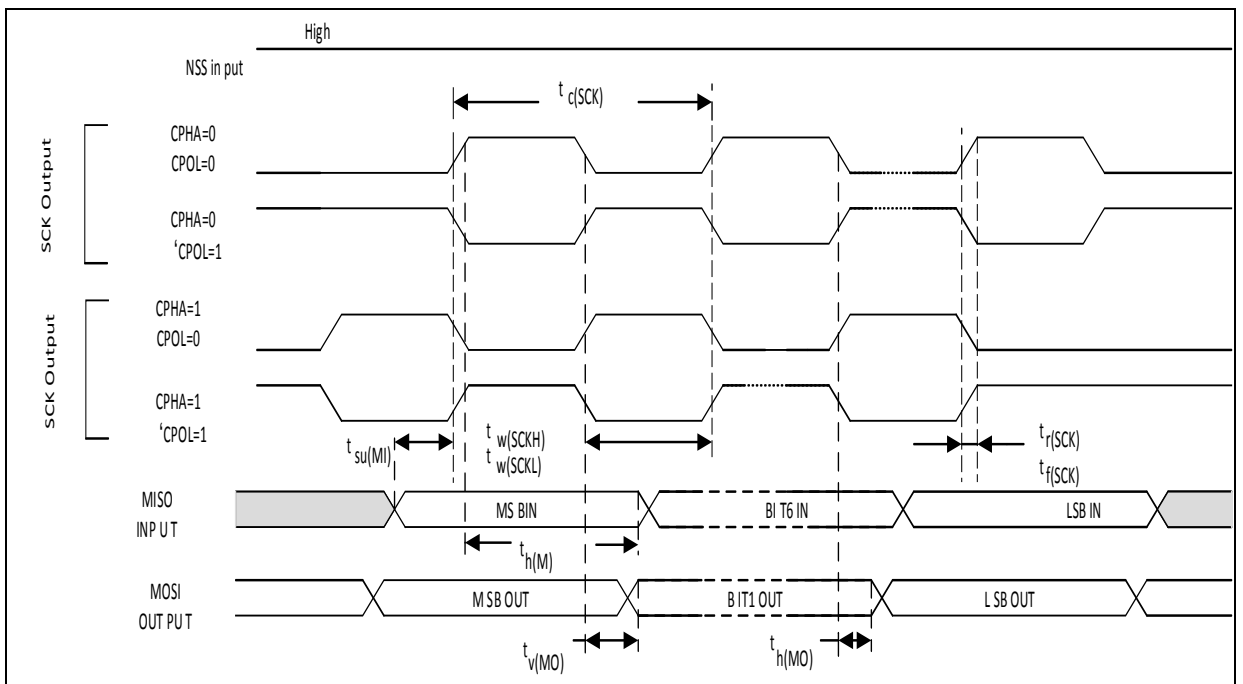 High
NSS in put
t c(SCK)
SCK Output
CPHA=0
CPOL=0
CPHA=0
‘CPOL=1
SCK Output
CPHA=1
CPOL=0
CPHA=1
‘CPOL=1
t su(MI)
t w(SCKH)
t w(SCKL)
t r(SCK)
t f(SCK)
MISO
INP U T
MS BIN
BI T6 IN
LSB IN
t h(M)
MOSI
OUT PU T
M SB OUT
B IT1 OUT
L SB OUT
t v(MO)
t h(MO)